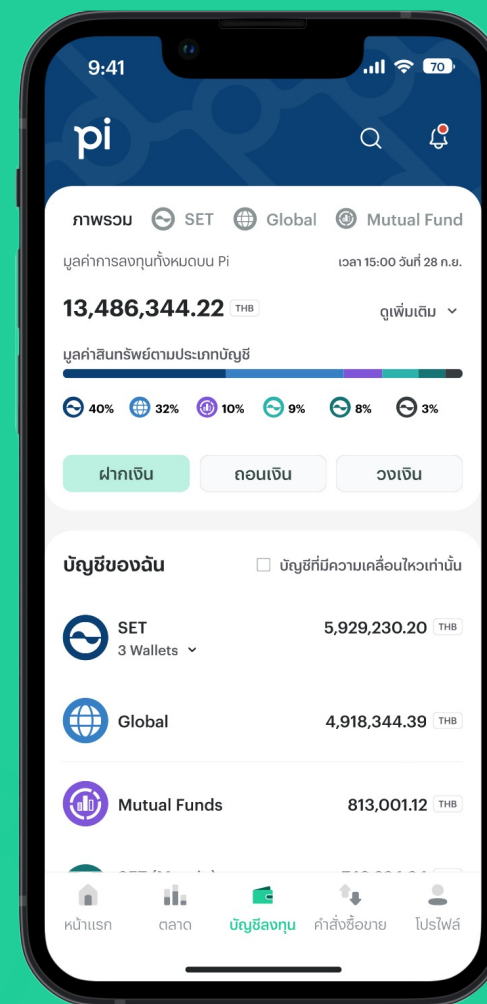 9:41
70
pi
ภาพรวม SET Global Mutual Fund
มูลค่าการลงทุนทั้งหมดบน Pi เวลา 15:00 วันที่ 28 ก.ย.
13,486,344.22 THB ดูเพิ่มเติม
มูลค่าสินทรัพย์ตามประเภทบัญชี
40% 32% 10% 9% 8% 3%
ฝากเงิน ถอนเงิน วงเงิน
บัญชีของฉัน บัญชีที่มีความเคลื่อนไหวเท่านั้น
SET 5,929,230.20 THB
3 Wallets
Global 4,918,344.39 THB
Mutual Funds 813,001.12 THB
หน้าแรก ตลาด บัญชีลงทุน คำสั่งซื้อขาย โปรไฟล์